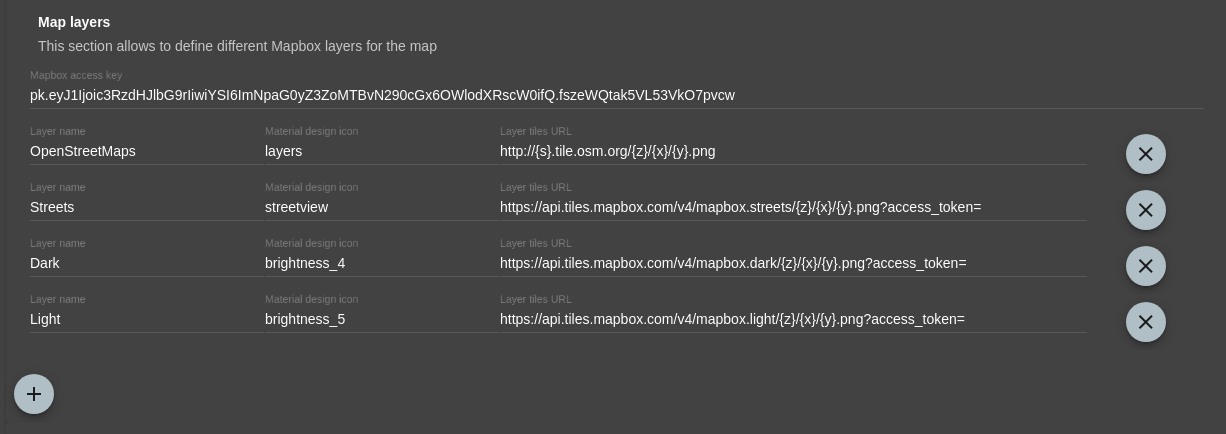 Map layers
This section allows to define different Mapbox layers for the map
Mapbox access key
pk.eyJ1Ijoic3RzdHJlbG9rIiwiYSI6ImNpaG0yZ3ZoMTBvN290cGx6OWlodXRscW0ifQ.fszeWQtak5VL53VkO7pvcw
Layer name Material design icon Layer tiles URL
OpenStreetMaps layers http://{s}.tile.osm.org/{z}/{x}/{y}.png
Layer name Material design icon Layer tiles URL
Streets streetview https://api.tiles.mapbox.com/v4/mapbox.streets/{z}/{x}/{y}.png?access_token=
Layer name Material design icon Layer tiles URL
Dark brightness_4 https://api.tiles.mapbox.com/v4/mapbox.dark/{z}/{x}/{y}.png?access_token=
Layer name Material design icon Layer tiles URL
Light brightness_5 https://api.tiles.mapbox.com/v4/mapbox.light/{z}/{x}/{y}.png?access_token=